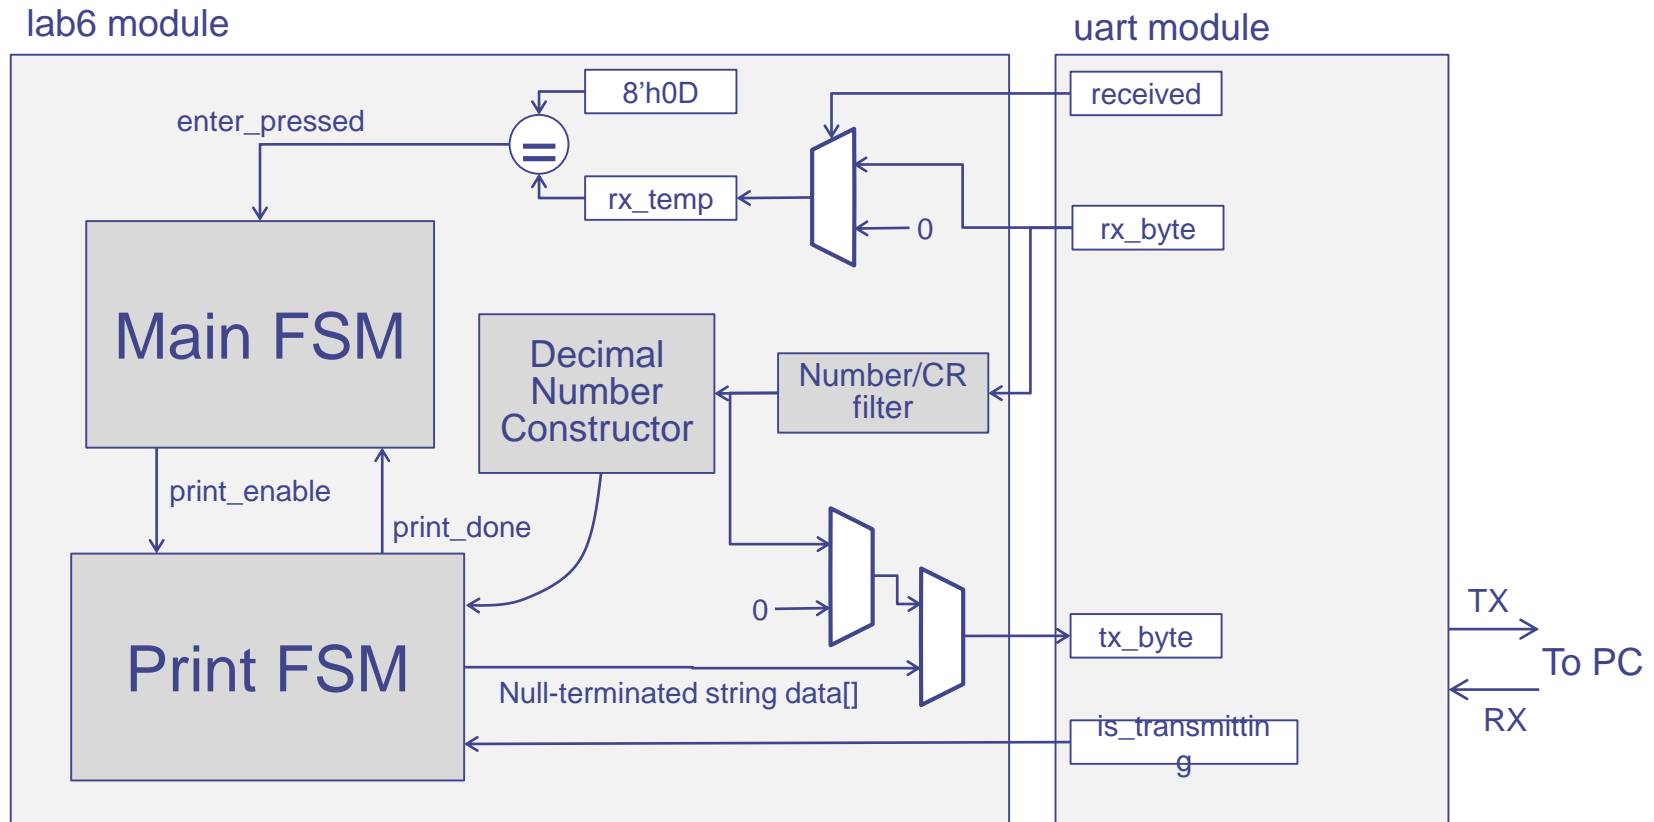 lab6 module
uart module
8'h0D
received
enter_pressed
=
rx_temp
0
rx_byte
Main FSM
Decimal
Number
Constructor
Number/CR
filter
print_enable
print_done
0
TX
tx_byte
To PC
Print FSM
Null-terminated string data[]
RX
is_transmittin
g